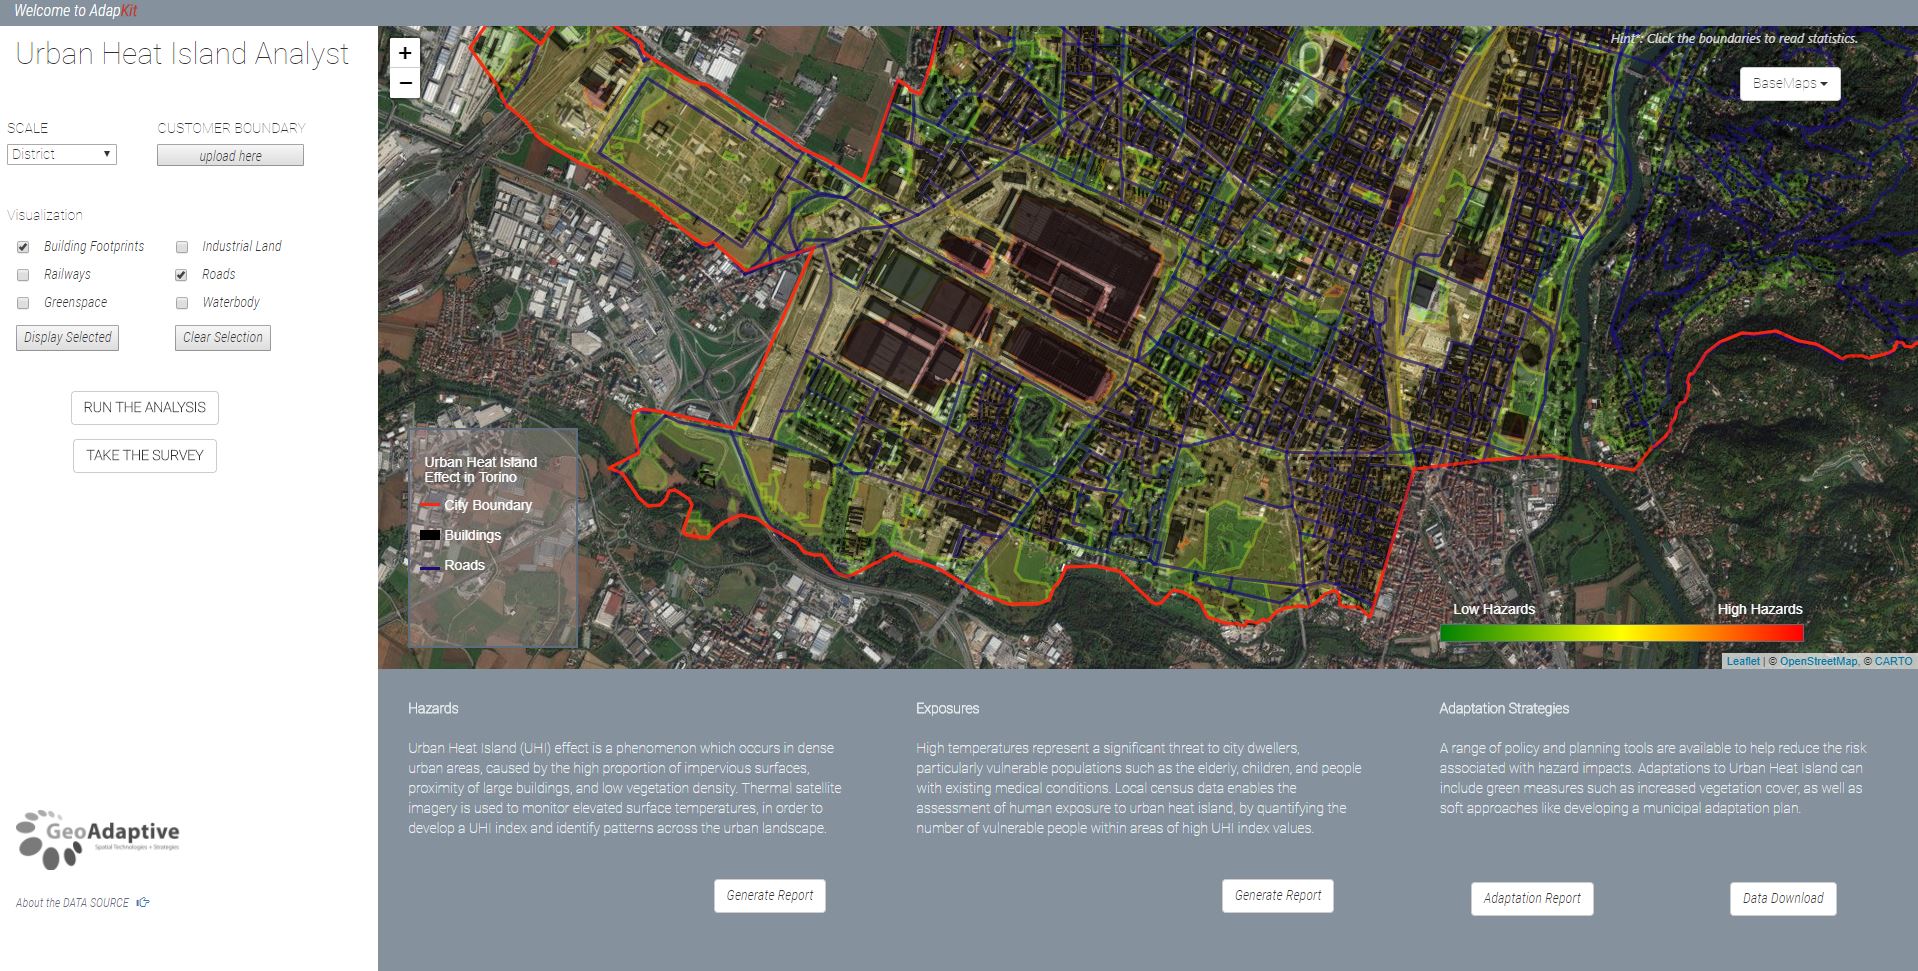 Welcome to AdapKit
Urban Heat Island Analyst
SCALE
CUSTOMER BOUNDARY
District
upload here
Visualization
Building Footprints
Industrial Land
Railways
Roads
Greenspace
Waterbody
Display Selected
Clear Selection
RUN THE ANALYSIS
TAKE THE SURVEY
GeoAdaptive
Spatial Technologies + Strategies
About the DATA SOURCE
+
−
Hint*: Click the boundaries to read statistics.
BaseMaps
Urban Heat Island
Effect in Torino
City Boundary
Buildings
Roads
Low Hazards
High Hazards
Leaflet | © OpenStreetMap, © CARTO
Hazards
Urban Heat Island (UHI) effect is a phenomenon which occurs in dense
urban areas, caused by the high proportion of impervious surfaces,
proximity of large buildings, and low vegetation density. Thermal satellite
imagery is used to monitor elevated surface temperatures, in order to
develop a UHI index and identify patterns across the urban landscape.
Generate Report
Exposures
High temperatures represent a significant threat to city dwellers,
particularly vulnerable populations such as the elderly, children, and people
with existing medical conditions. Local census data enables the
assessment of human exposure to urban heat island, by quantifying the
number of vulnerable people within areas of high UHI index values.
Generate Report
Adaptation Strategies
A range of policy and planning tools are available to help reduce the risk
associated with hazard impacts. Adaptations to Urban Heat Island can
include green measures such as increased vegetation cover, as well as
soft approaches like developing a municipal adaptation plan.
Adaptation Report
Data Download